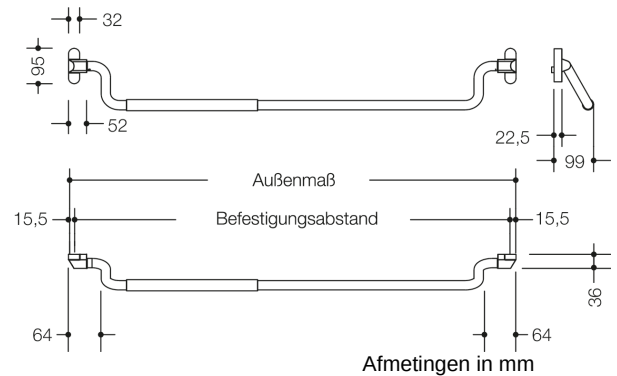 32
95
52
22,5
99
Außenmaß
15,5 Befestigungsabstand 15,5
36
64 64
Afmetingen in mm